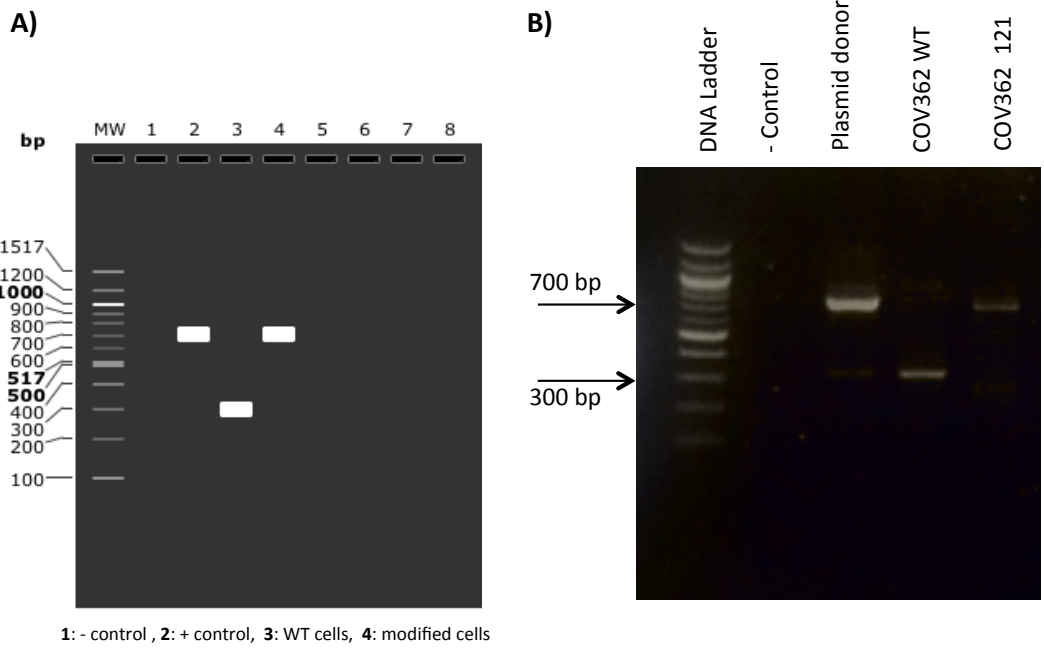 A)
MW 1 2 3 4 5 6 7 8
bp
1517
1200
1000
900
800
700
600
517
500
400
300
200
100
1: - control , 2: + control, 3: WT cells, 4: modified cells
B)
DNA Ladder
- Control
Plasmid donor
COV362 WT
COV362 121
700 bp
300 bp